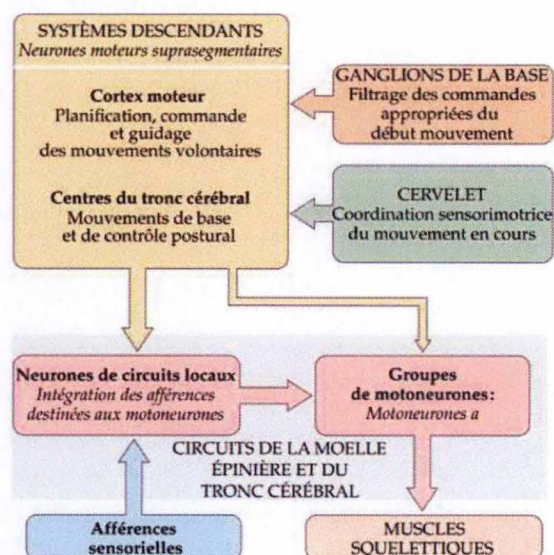 SYSTÈMES DESCENDANTS
Neurones moteurs suprasegmentaires
Cortex moteur
Planification, commande
et guidage
des mouvements volontaires
Centres du tronc cérébral
Mouvements de base
et de contrôle postural
GANGLIONS DE LA BASE
Filtrage des commandes
appropriées du
début mouvement
CERVELET
Coordination sensorimotrice
du mouvement en cours
Neurones de circuits locaux
Intégration des afférences
destinées aux motoneurones
Groupes
de motoneurones:
Motoneurones a
CIRCUITS DE LA MOELLE
ÉPINIÈRE ET DU
TRONC CÉRÉBRAL
Afférences
sensorielles
MUSCLES
SQUELETTIQUES